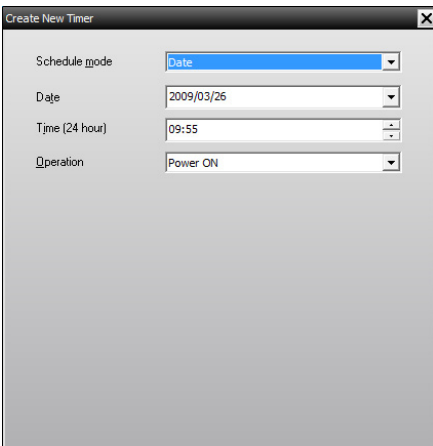 Create New Timer
Schedule mode Date
Date 2009/03/26
Time (24 hour) 09:55
Operation Power ON